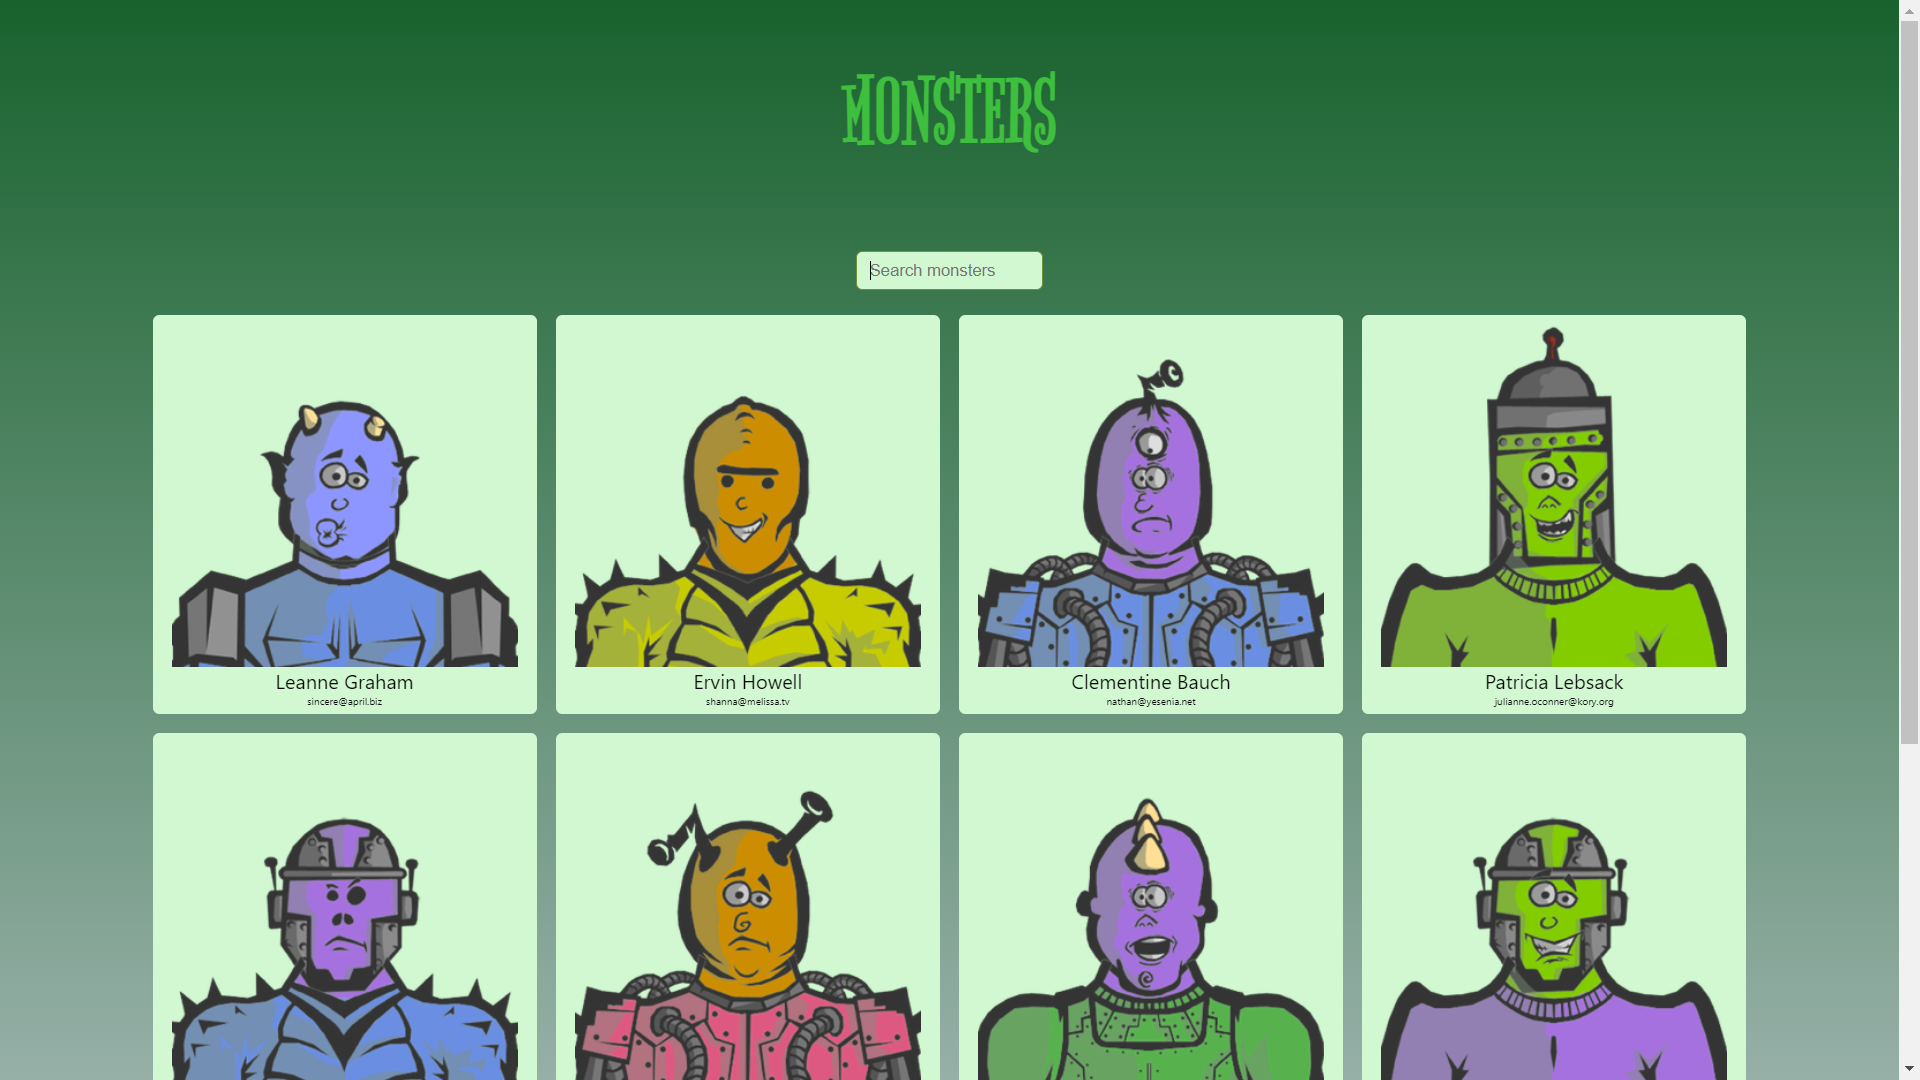 MONSTERS
Search monsters
Leanne Graham
sincere@april.biz
Ervin Howell
shanna@melissa.tv
Clementine Bauch
nathan@yesenia.net
Patricia Lebsack
julianne.oconner@kory.org